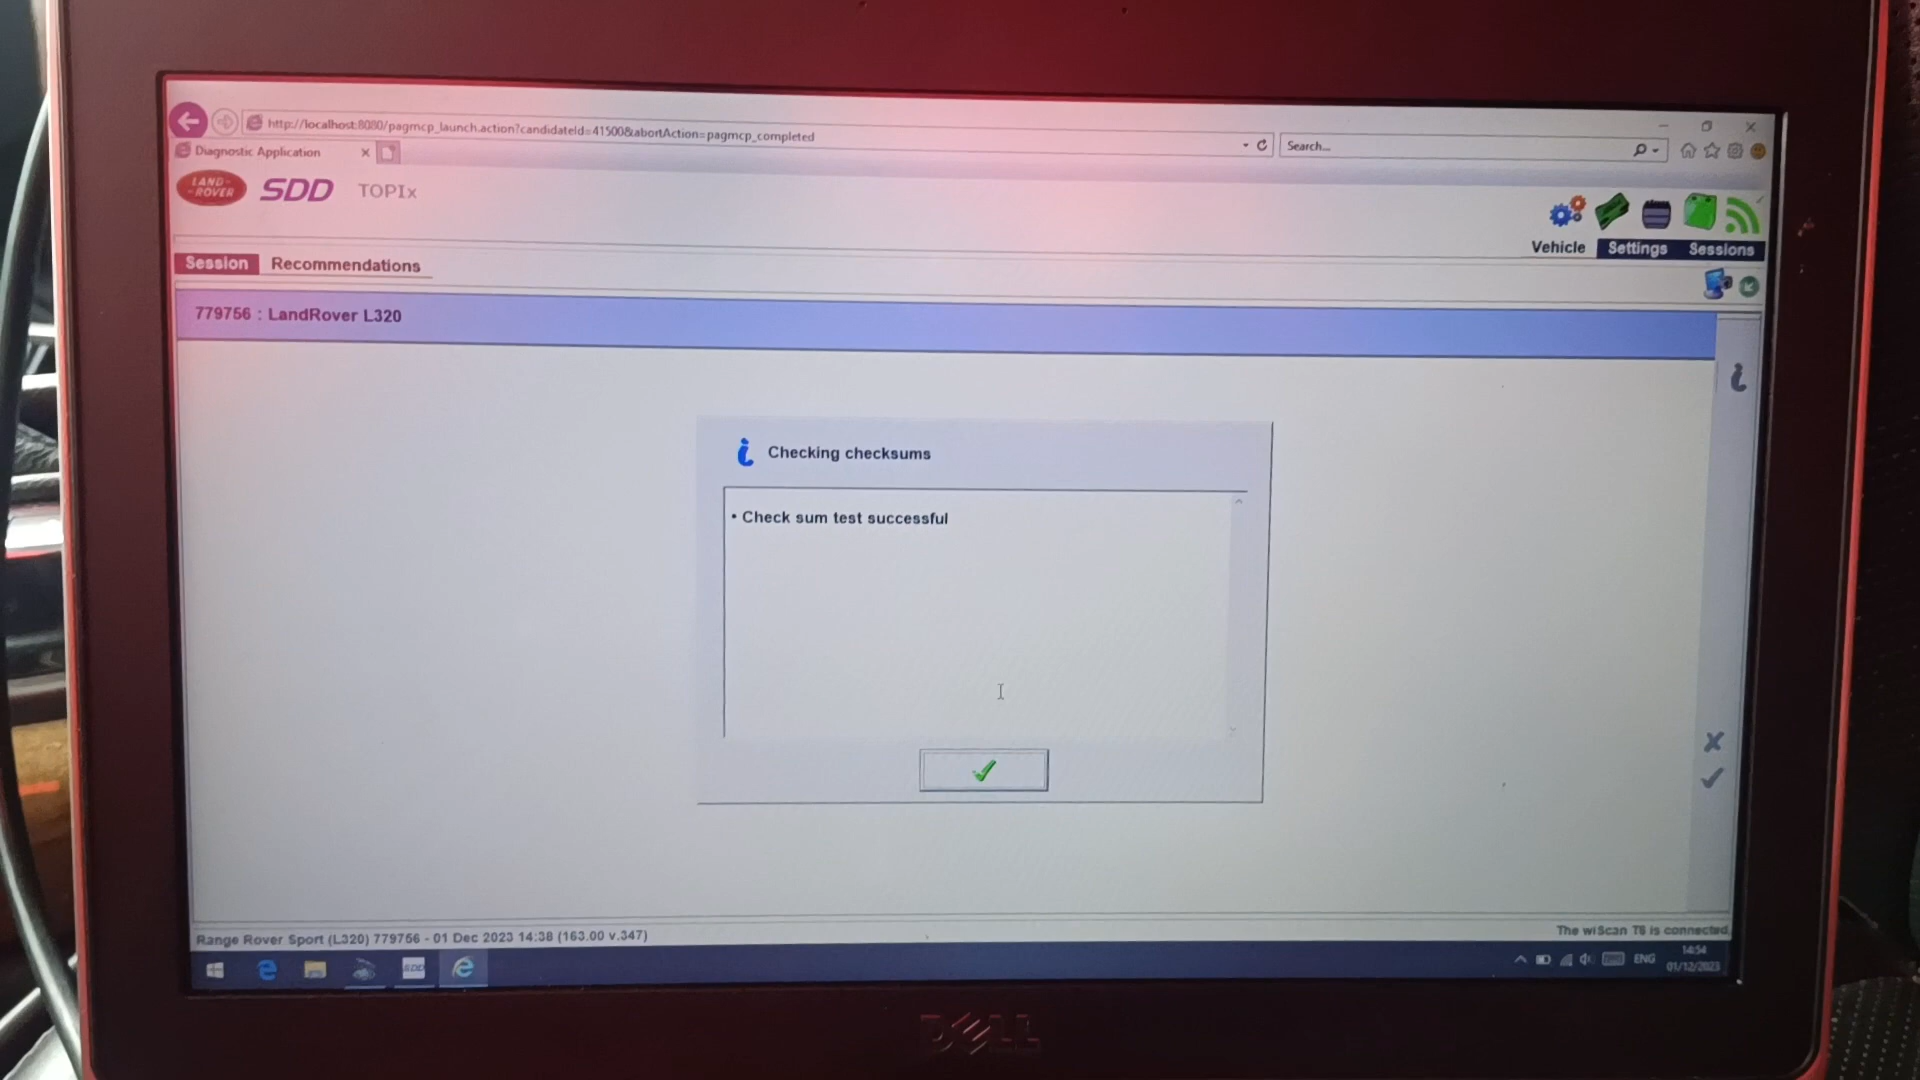 http://localhost:8080/pagmcp_launch.action?candidateId=41500&abortAction=pagmcp_completed
Search...
Diagnostic Application
LAND-
-ROVER
SDD
TOPIx
Vehicle
Settings
Sessions
Session
Recommendations
779756 : LandRover L320
Checking checksums
• Check sum test successful
Range Rover Sport (L320) 779756 - 01 Dec 2023 14:38 (163.00 v.347)
The wiScan T6 is connected.
SDD
ENG
14:54
01/12/2023
DELL